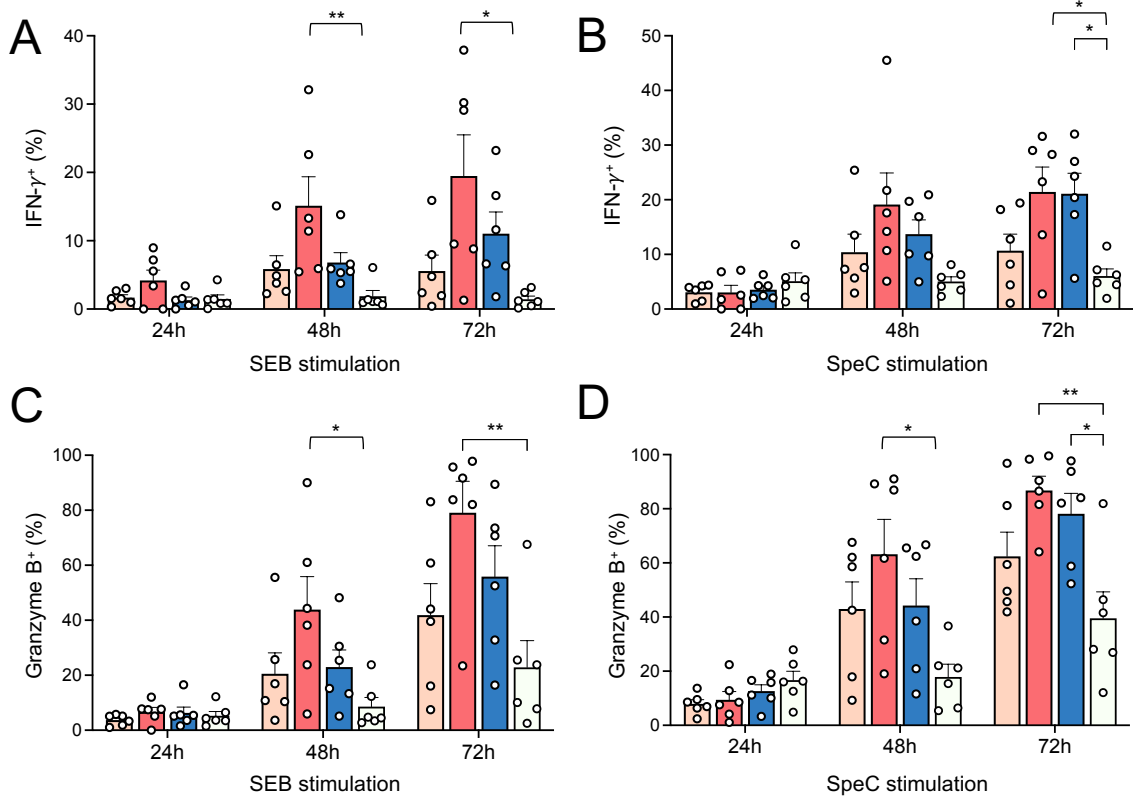 A
**
*
40
30
20
10
0
IFN-γ⁺ (%)
24h 48h 72h
SEB stimulation
B
*
*
50
40
30
20
10
0
IFN-γ⁺ (%)
24h 48h 72h
SpeC stimulation
C
*
**
100
80
60
40
20
0
Granzyme B⁺ (%)
24h 48h 72h
SEB stimulation
D
**
*
*
100
80
60
40
20
0
Granzyme B⁺ (%)
24h 48h 72h
SpeC stimulation